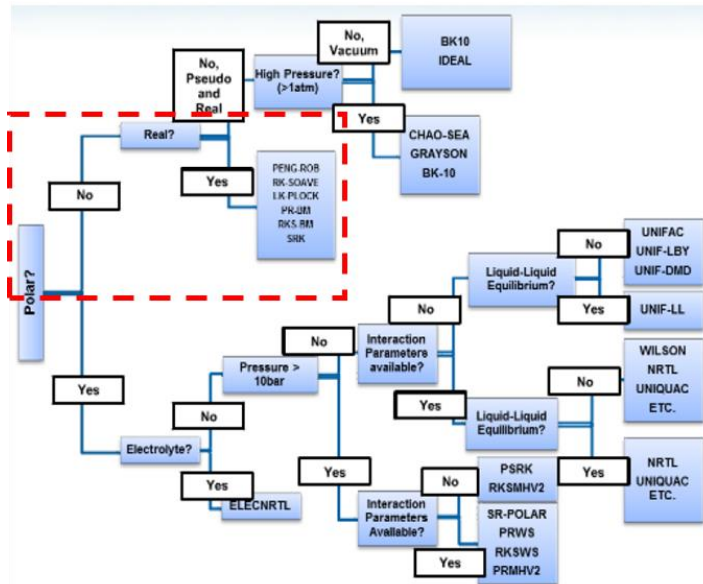 No,
Vacuum
BK10
IDEAL
No,
Pseudo
and
Real
High Pressure?
(>1atm)
Yes
CHAO-SEA
GRAYSON
BK-10
Real?
Yes
PENG-ROB
RK-SOAVE
LK-PLOCK
PR-BM
RKS-BM
SRK
No
Polar?
Yes
No
UNIFAC
UNIF-LBY
UNIF-DMD
Liquid-Liquid
Equilibrium?
Yes
UNIF-LL
No
No
Interaction
Parameters
available?
Pressure >
10bar
No
Yes
Liquid-Liquid
Equilibrium?
No
WILSON
NRTL
UNIQUAC
ETC.
Yes
NRTL
UNIQUAC
ETC.
Electrolyte?
Yes
ELECNRTL
Yes
Interaction
Parameters
Available?
No
PSRK
RKSMHV2
Yes
SR-POLAR
PRWS
RKSWS
PRMHV2